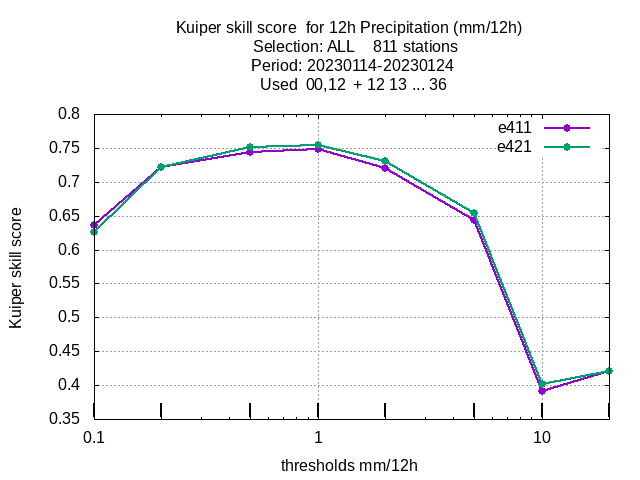 Kuiper skill score  for 12h Precipitation (mm/12h)
Selection: ALL    811 stations
Period: 20230114-20230124
Used  00,12  + 12 13 ... 36
e411
e421
0.8
0.75
0.7
0.65
0.6
0.55
0.5
0.45
0.4
0.35
Kuiper skill score
0.1 1 10
thresholds mm/12h